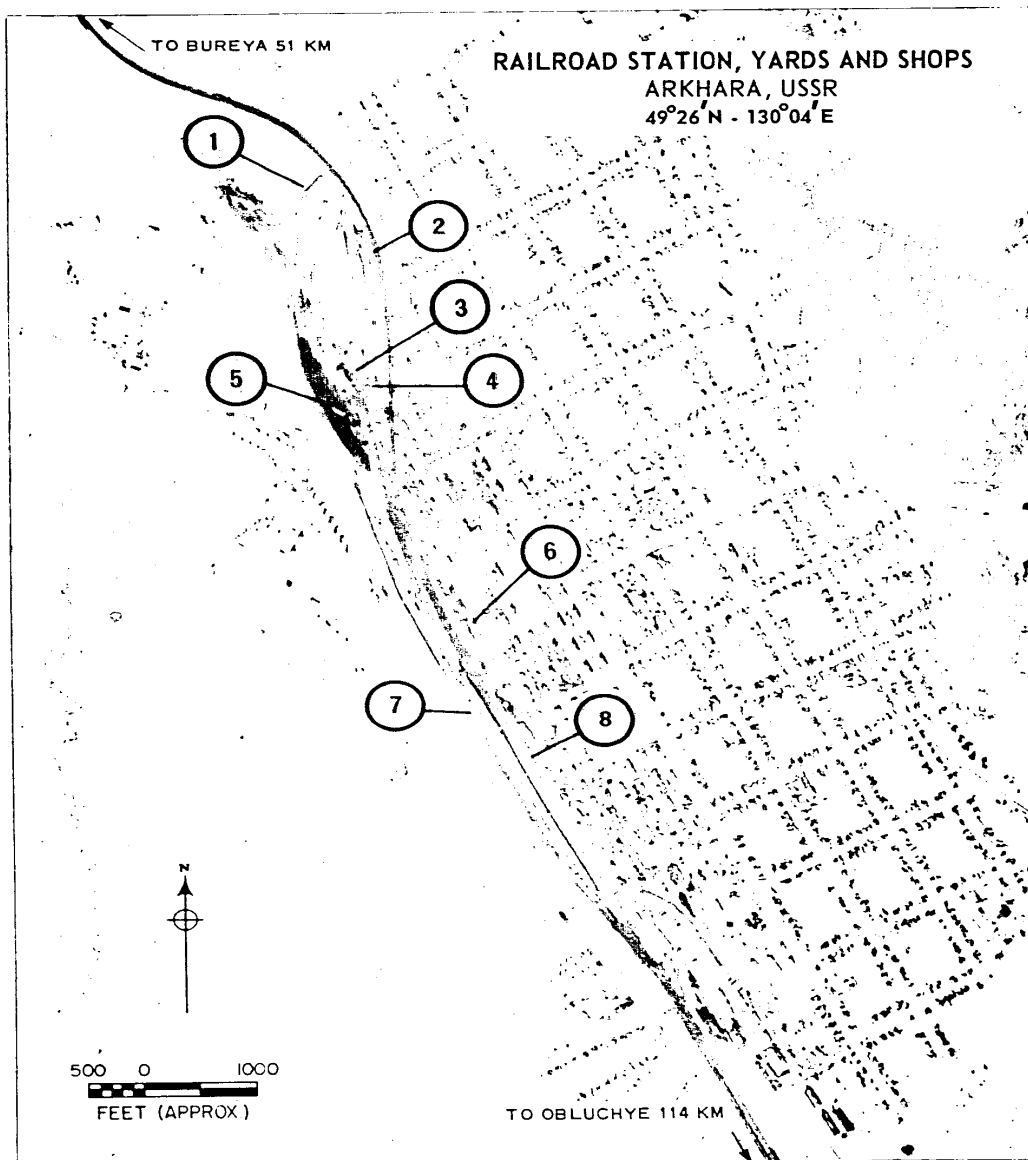 TO BUREYA 51 KM
RAILROAD STATION, YARDS AND SHOPS
ARKHARA, USSR
49°26'N - 130°04'E
1
2
3
4
5
6
7
8
N
500 0 1000
FEET (APPROX)
TO OBLUCHYE 114 KM